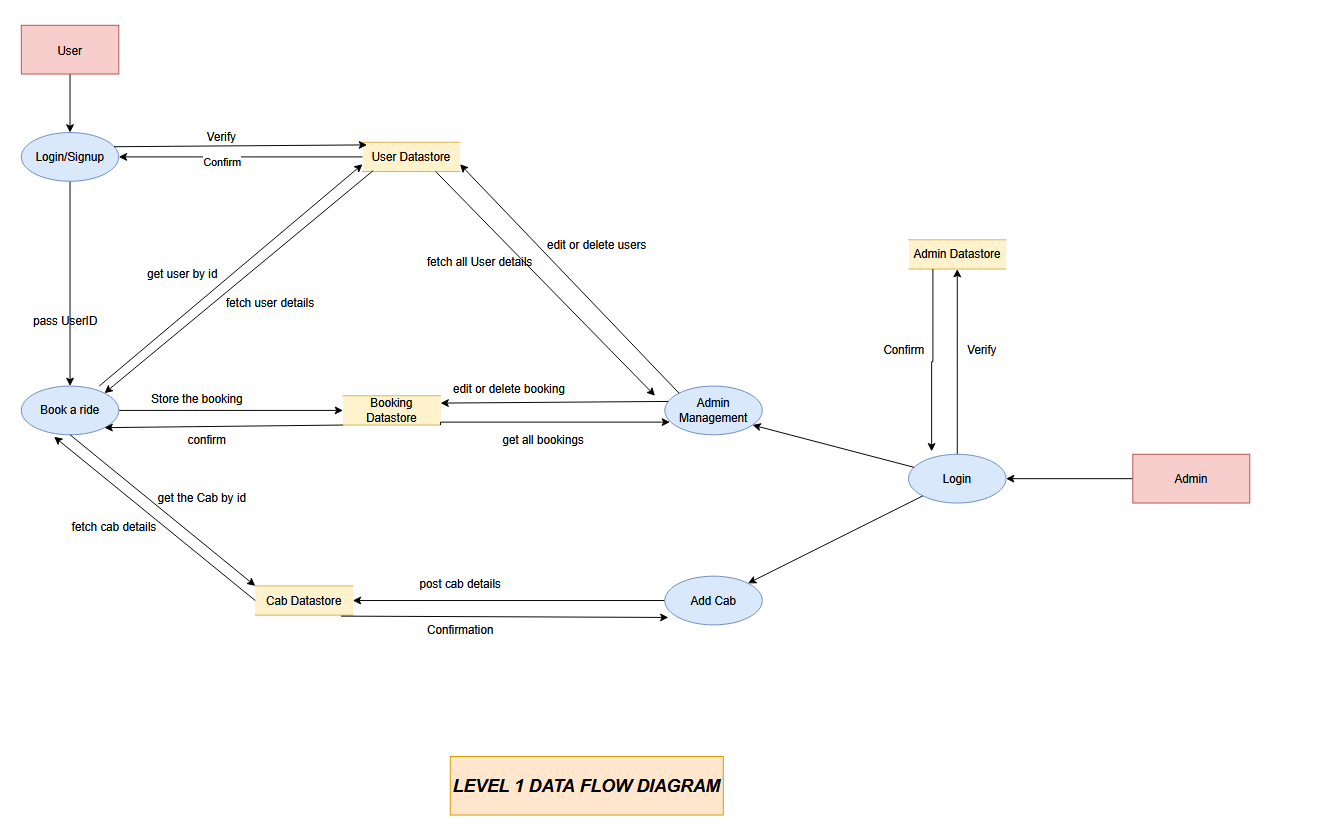 User
Verify
Login/Signup
User Datastore
Confirm
edit or delete users
fetch all User details
Admin Datastore
get user by id
fetch user details
pass UserID
Confirm
Verify
edit or delete booking
Store the booking
Book a ride
Booking
Datastore
Admin
Management
confirm
get all bookings
Login
Admin
get the Cab by id
fetch cab details
post cab details
Cab Datastore
Add Cab
Confirmation
LEVEL 1 DATA FLOW DIAGRAM